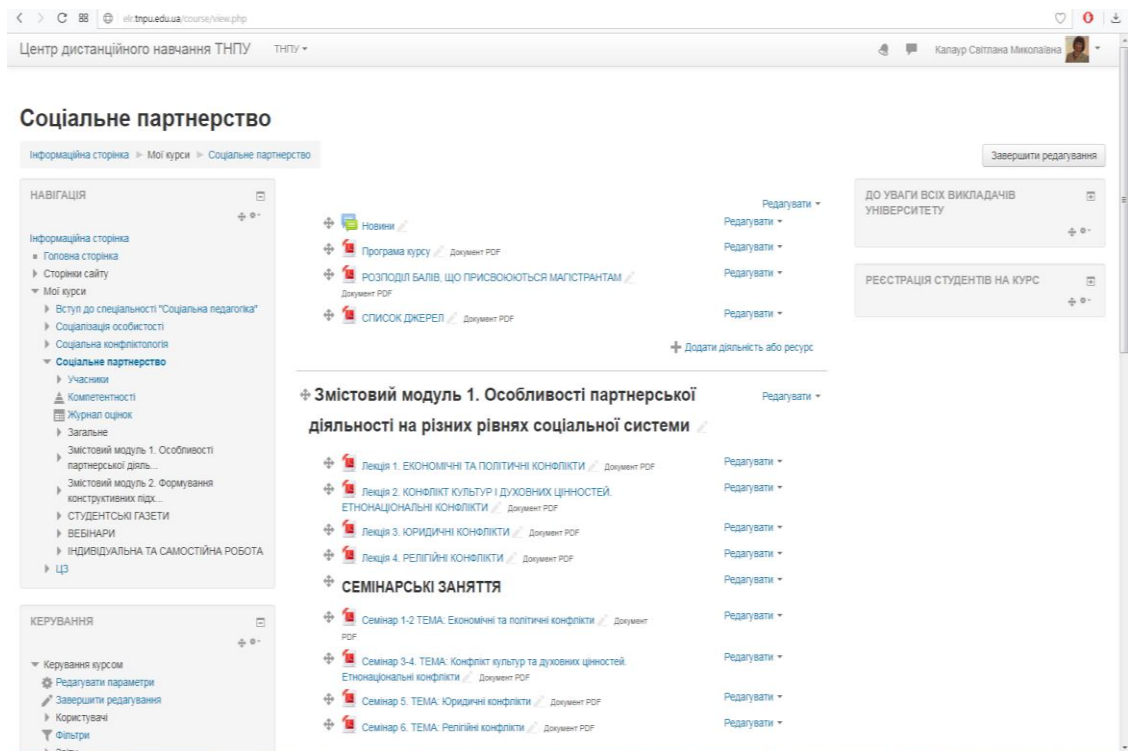 elr.tnpu.edu.ua/course/view.php
Центр дистанційного навчання ТНПУ
ТНПУ
Калаур Світлана Миколаївна
Соціальне партнерство
Інформаційна сторінка
Мої курси
Соціальне партнерство
Завершити редагування
НАВІГАЦІЯ
Інформаційна сторінка
Головна сторінка
Сторінки сайту
Мої курси
Вступ до спеціальності "Соціальна педагогіка"
Соціалізація особистості
Соціальна конфліктологія
Соціальне партнерство
Учасники
Компетентності
Журнал оцінок
Загальне
Змістовий модуль 1. Особливості
партнерської діяль...
Змістовий модуль 2. Формування
конструктивних підх...
СТУДЕНТСЬКІ ГАЗЕТИ
ВЕБІНАРИ
ІНДИВІДУАЛЬНА ТА САМОСТІЙНА РОБОТА
ЦЗ
КЕРУВАННЯ
Керування курсом
Редагувати параметри
Завершити редагування
Користувачі
Фільтри
Редагувати
Новини Редагувати
Програма курсу Документ PDF Редагувати
РОЗПОДІЛ БАЛІВ, ЩО ПРИСВОЮЮТЬСЯ МАГІСТРАНТАМ Редагувати
Документ PDF
СПИСОК ДЖЕРЕЛ Документ PDF Редагувати
Додати діяльність або ресурс
Змістовий модуль 1. Особливості партнерської Редагувати
діяльності на різних рівнях соціальної системи
Лекція 1. ЕКОНОМІЧНІ ТА ПОЛІТИЧНІ КОНФЛІКТИ Документ PDF Редагувати
Лекція 2. КОНФЛІКТ КУЛЬТУР І ДУХОВНИХ ЦІННОСТЕЙ. Редагувати
ЕТНОНАЦІОНАЛЬНІ КОНФЛІКТИ Документ PDF
Лекція 3. ЮРИДИЧНІ КОНФЛІКТИ Документ PDF Редагувати
Лекція 4. РЕЛІГІЙНІ КОНФЛІКТИ Документ PDF Редагувати
СЕМІНАРСЬКІ ЗАНЯТТЯ Редагувати
Семінар 1-2 ТЕМА: Економічні та політичні конфлікти Документ Редагувати
PDF
Семінар 3-4. ТЕМА: Конфлікт культур та духовних цінностей. Редагувати
Етнонаціональні конфлікти Документ PDF
Семінар 5. ТЕМА: Юридичні конфлікти Документ PDF Редагувати
Семінар 6. ТЕМА: Релігійні конфлікти Документ PDF Редагувати
ДО УВАГИ ВСІХ ВИКЛАДАЧІВ
УНІВЕРСИТЕТУ
РЕЄСТРАЦІЯ СТУДЕНТІВ НА КУРС